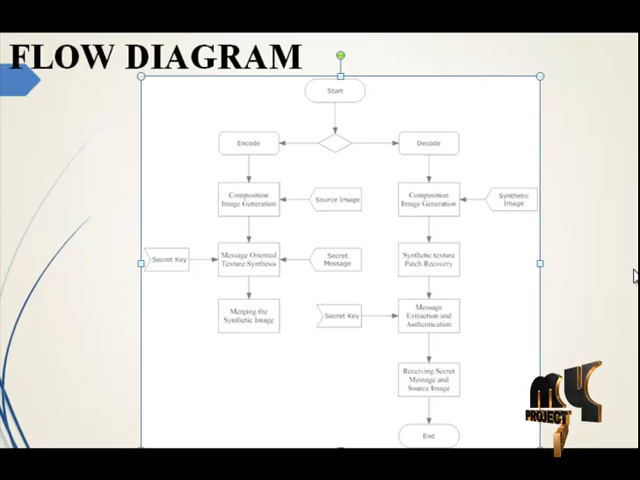 FLOW DIAGRAM
Start
Encode
Decode
Composition
Image Generation
Source Image
Composition
Image Generation
Synthetic
Image
Secret Key
Message Oriented
Texture Synthesis
Secret
Message
Synthetic texture
Patch Recovery
Merging the
Synthetic Image
Secret Key
Message
Extraction and
Authentication
Receiving Secret
Message and
Source Image
End
MY
PROJECT